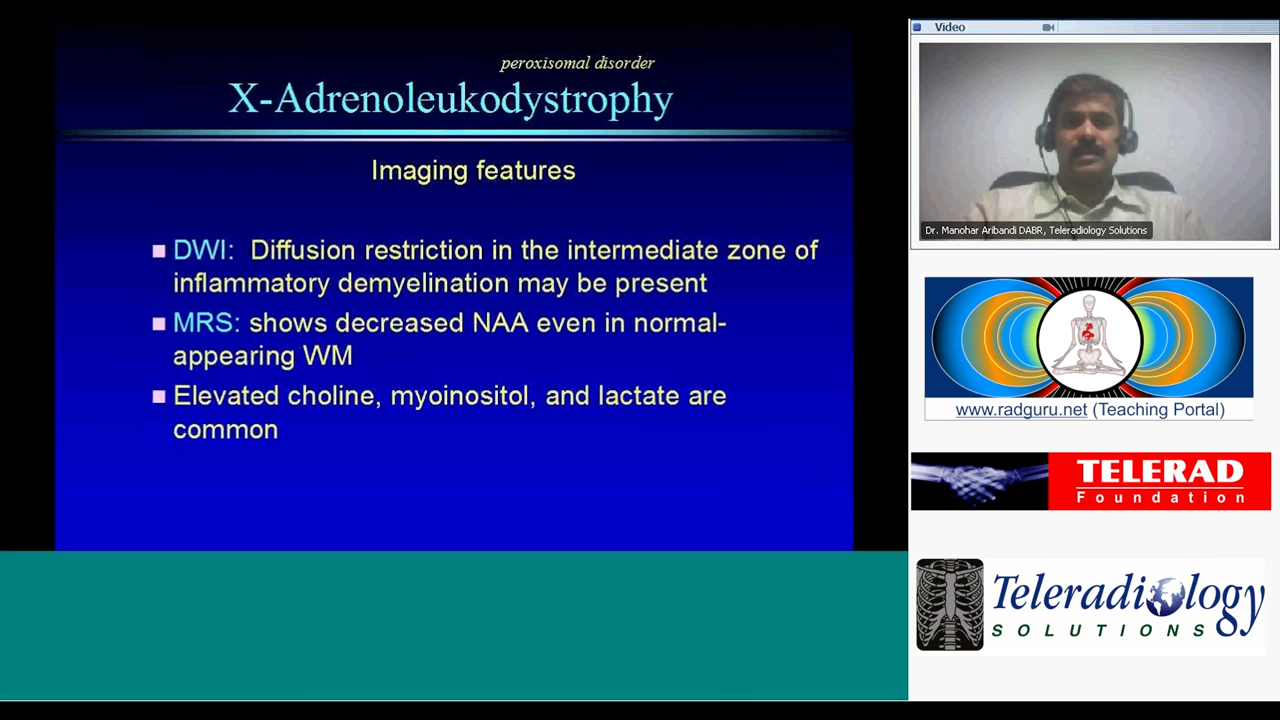 peroxisomal disorder
X-Adrenoleukodystrophy
Imaging features
DWI: Diffusion restriction in the intermediate zone of
inflammatory demyelination may be present
MRS: shows decreased NAA even in normal-
appearing WM
Elevated choline, myoinositol, and lactate are
common
Video
Dr. Manohar Aribandi DABR, Teleradiology Solutions
www.radguru.net (Teaching Portal)
TELERAD
Foundation
Teleradiology
SOLUTIONS